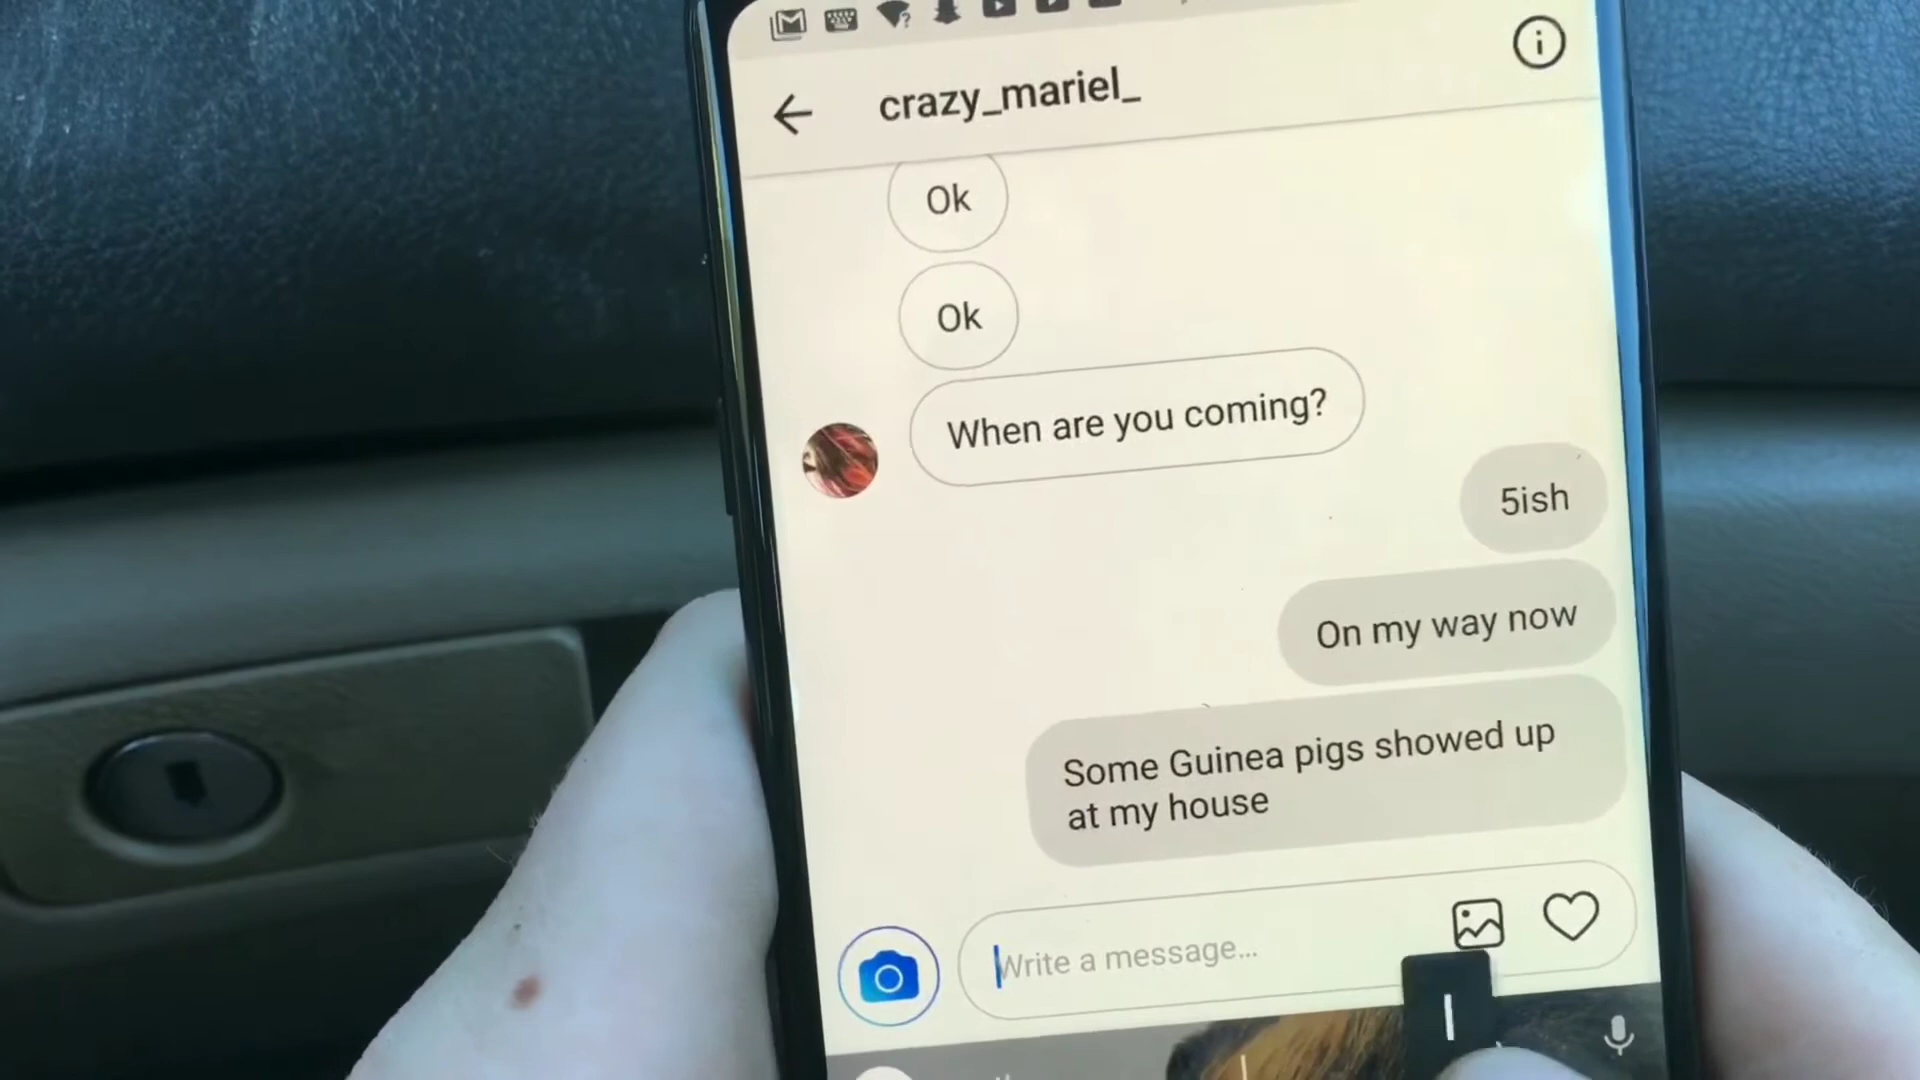 crazy_mariel_
Ok
Ok
When are you coming?
5ish
On my way now
Some Guinea pigs showed up
at my house
Write a message...